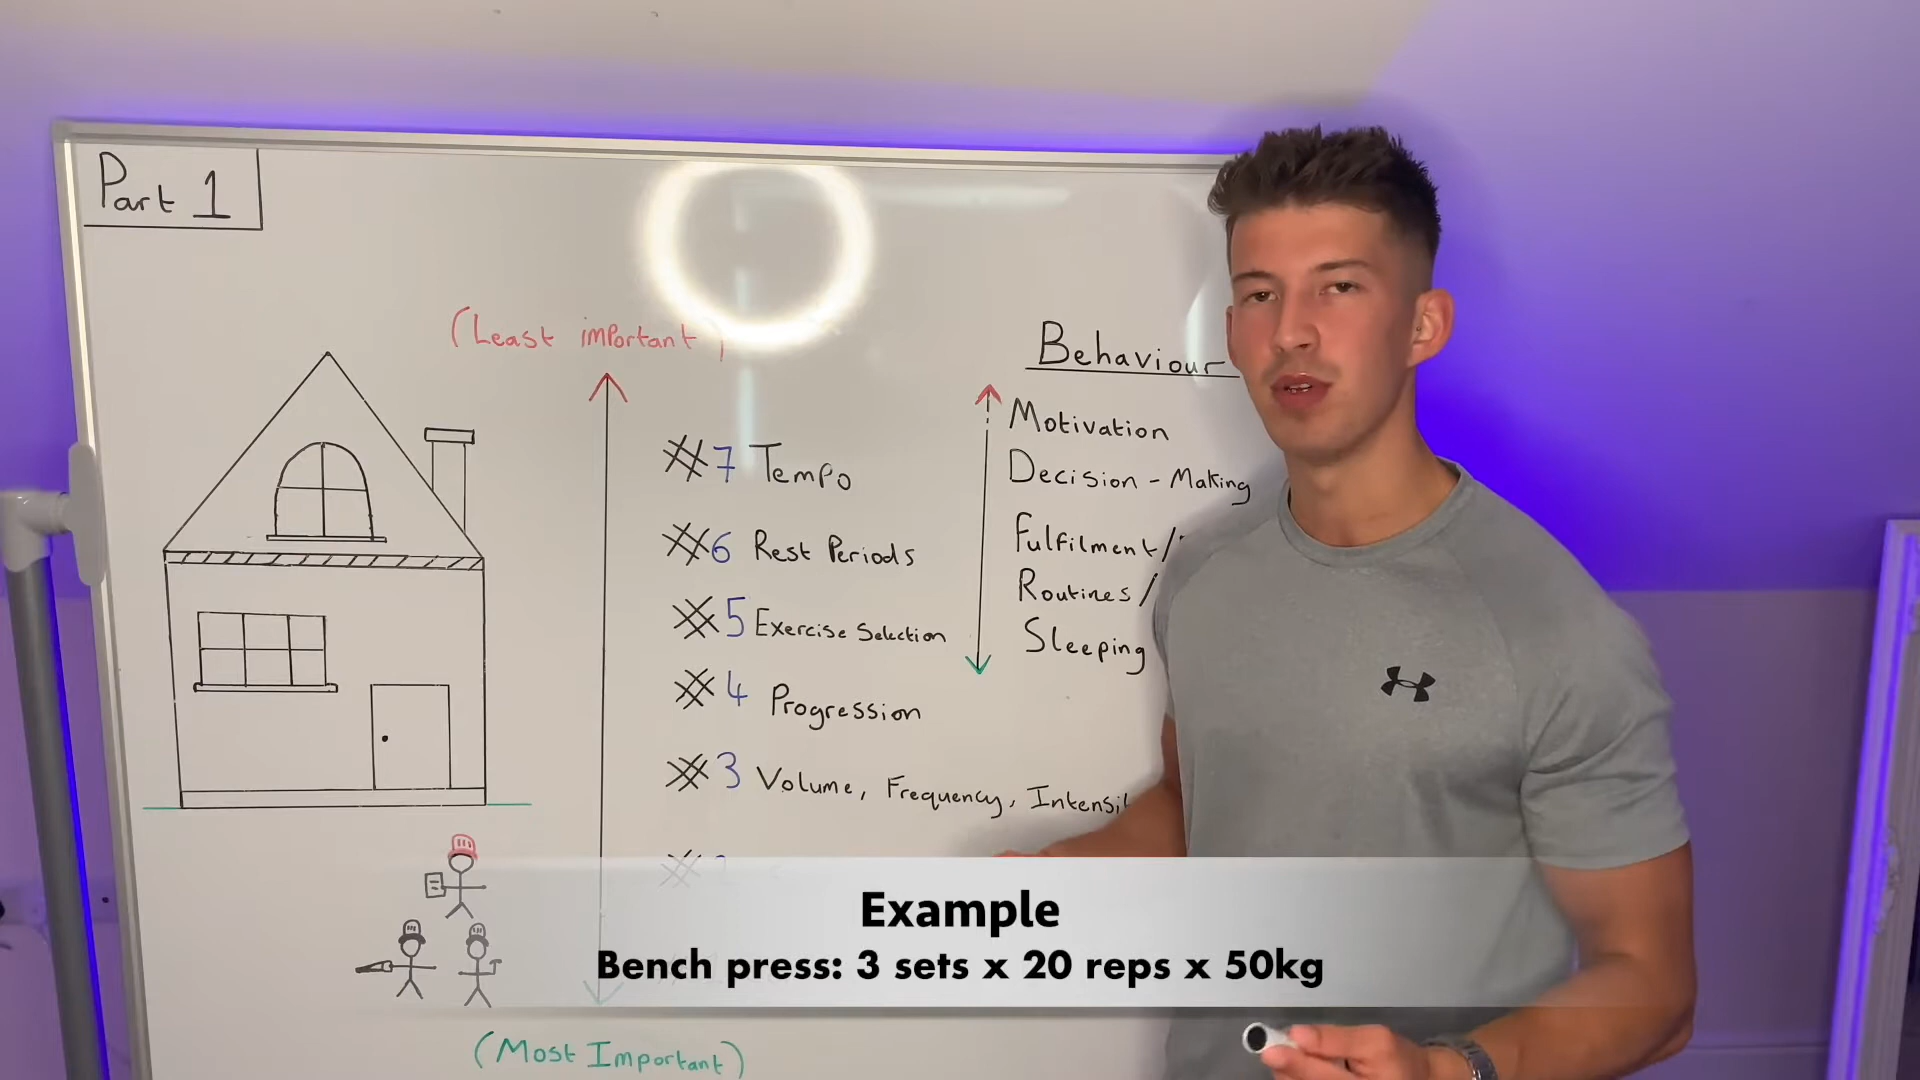 Part 1
(Least important)
Behaviour
Motivation
#7 Tempo
Decision - Making
#6 Rest Periods
Fulfilment/
Routines/
#5 Exercise Selection
Sleeping
#4 Progression
#3 Volume, Frequency, Intensi
Example
Bench press: 3 sets x 20 reps x 50kg
(Most Important)